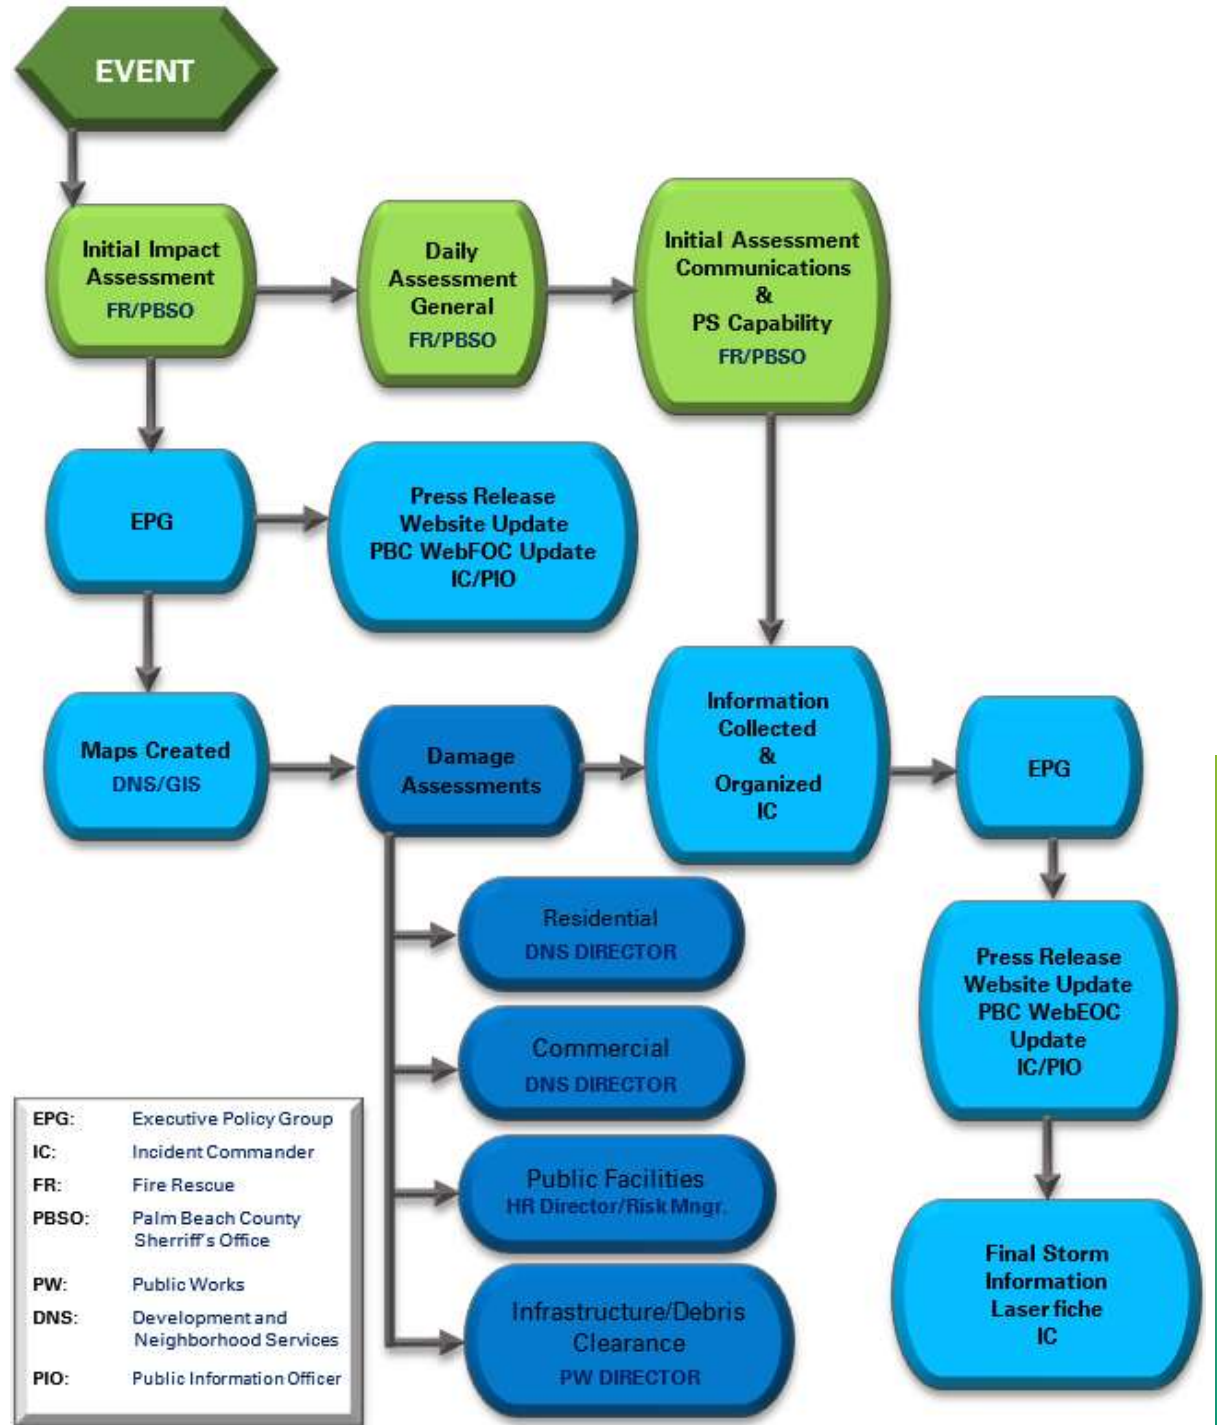 EVENT
Initial Impact
Assessment
FR/PBSO
Daily
Assessment
General
FR/PBSO
Initial Assessment
Communications
&
PS Capability
FR/PBSO
EPG
Press Release
Website Update
PBC WebFOC Update
IC/PIO
Maps Created
DNS/GIS
Damage
Assessments
Information
Collected
&
Organized
IC
EPG
Residential
DNS DIRECTOR
Commercial
DNS DIRECTOR
Public Facilities
HR Director/Risk Mngr.
Infrastructure/Debris
Clearance
PW DIRECTOR
Press Release
Website Update
PBC WebEOC
Update
IC/PIO
Final Storm
Information
Laserfiche
IC
EPG: Executive Policy Group
IC: Incident Commander
FR: Fire Rescue
PBSO: Palm Beach County
Sherriff's Office
PW: Public Works
DNS: Development and
Neighborhood Services
PIO: Public Information Officer